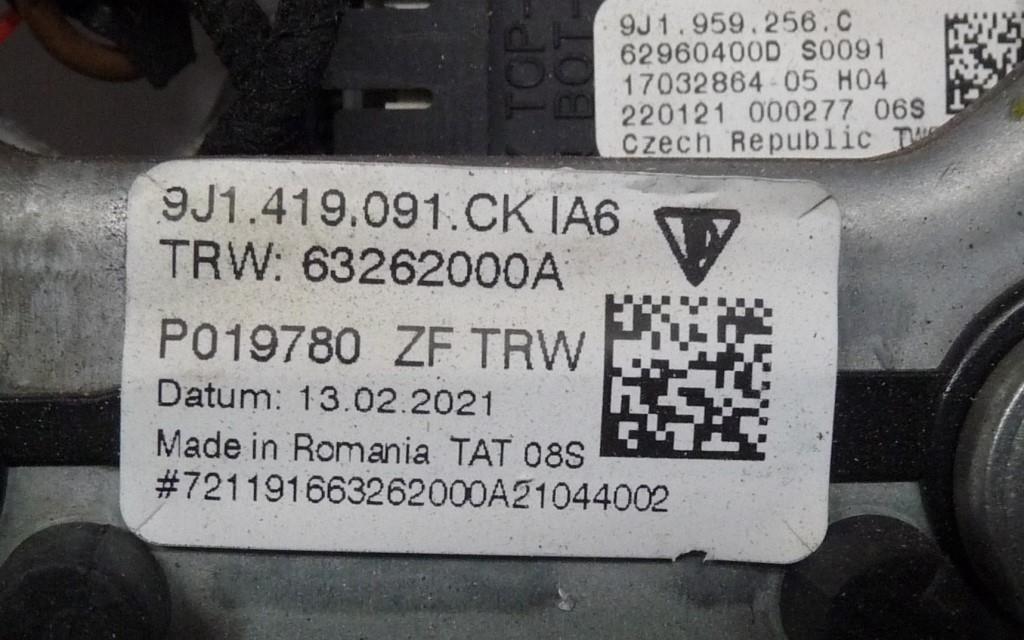 TOP
BOT
9J1.959.256.C
62960400D S0091
17032864-05 H04
220121 000277 06S
Czech Republic
9J1.419.091.CK IA6
TRW: 63262000A
P019780 ZF TRW
Datum: 13.02.2021
Made in Romania TAT 08S
#721191663262000A21044002